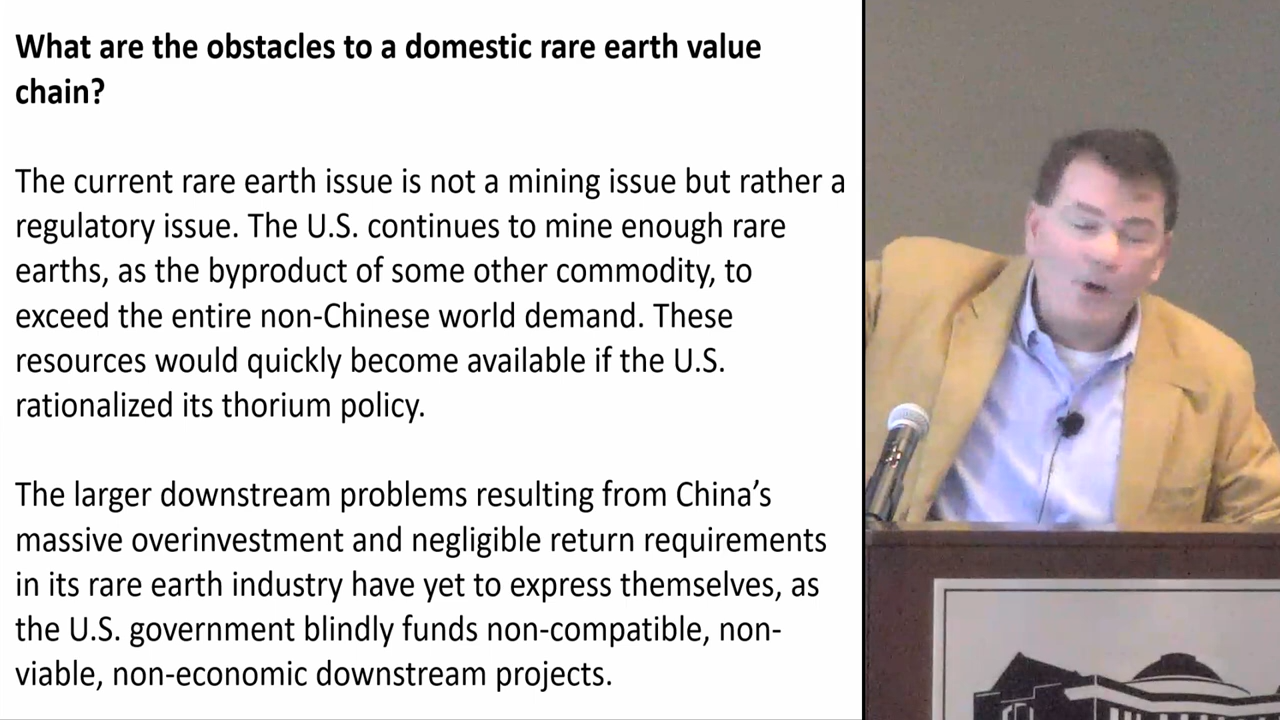 What are the obstacles to a domestic rare earth value
chain?
The current rare earth issue is not a mining issue but rather a
regulatory issue. The U.S. continues to mine enough rare
earths, as the byproduct of some other commodity, to
exceed the entire non-Chinese world demand. These
resources would quickly become available if the U.S.
rationalized its thorium policy.
The larger downstream problems resulting from China’s
massive overinvestment and negligible return requirements
in its rare earth industry have yet to express themselves, as
the U.S. government blindly funds non-compatible, non-
viable, non-economic downstream projects.